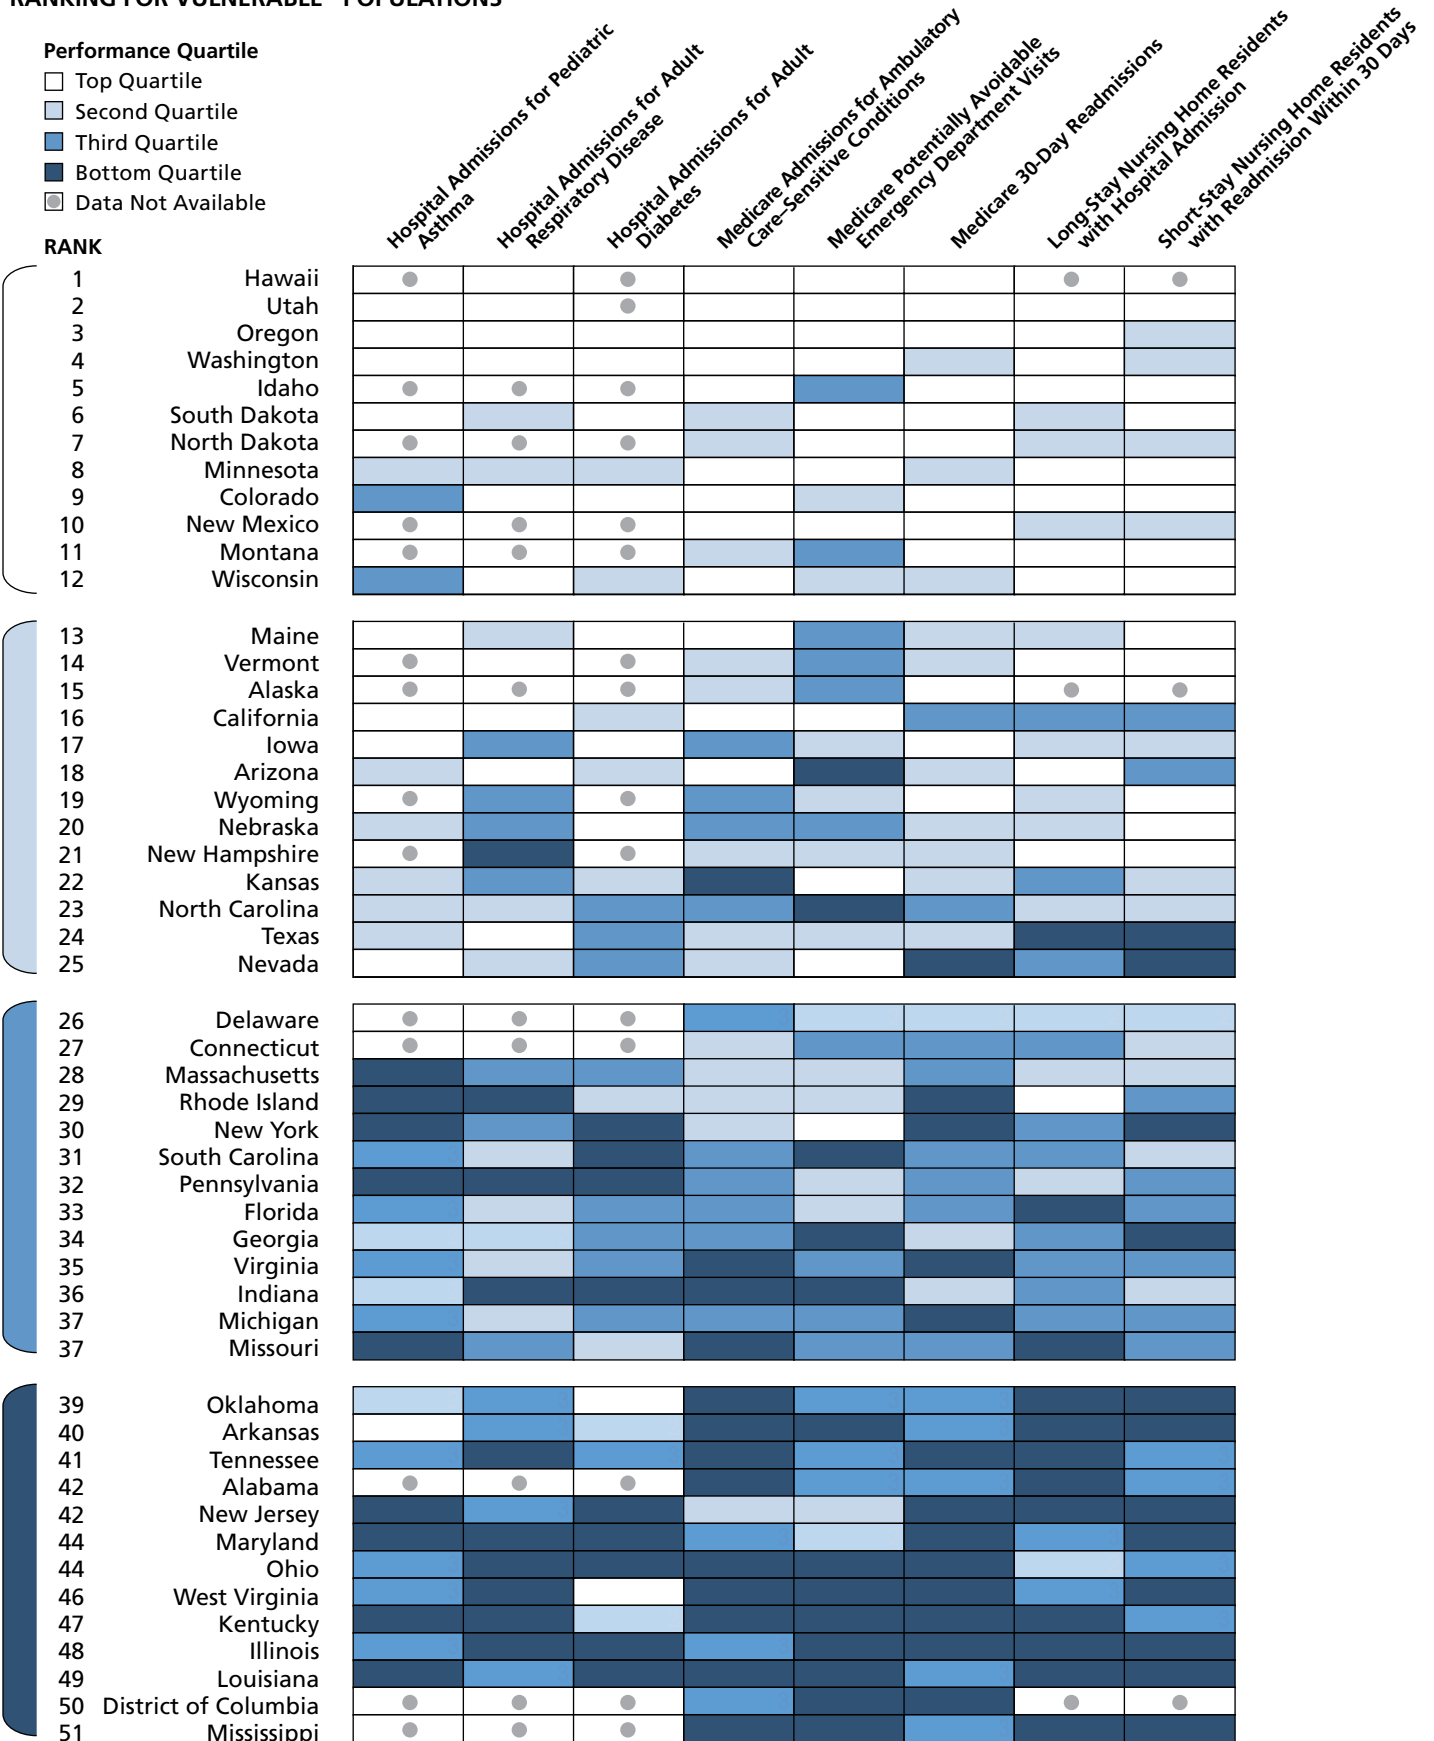 RANKING FOR VULNERABLE POPULATIONS
Performance Quartile
Top Quartile
Second Quartile
Third Quartile
Bottom Quartile
Data Not Available
Hospital Admissions for Pediatric
Asthma
Hospital Admissions for Adult
Respiratory Disease
Hospital Admissions for Adult
Diabetes
Medicare Admissions for Ambulatory
Care–Sensitive Conditions
Medicare Potentially Avoidable
Emergency Department Visits
Medicare 30-Day Readmissions
Long-Stay Nursing Home Residents
with Hospital Admission
Short-Stay Nursing Home Residents
with Readmission Within 30 Days
RANK
1 Hawaii
2 Utah
3 Oregon
4 Washington
5 Idaho
6 South Dakota
7 North Dakota
8 Minnesota
9 Colorado
10 New Mexico
11 Montana
12 Wisconsin
13 Maine
14 Vermont
15 Alaska
16 California
17 Iowa
18 Arizona
19 Wyoming
20 Nebraska
21 New Hampshire
22 Kansas
23 North Carolina
24 Texas
25 Nevada
26 Delaware
27 Connecticut
28 Massachusetts
29 Rhode Island
30 New York
31 South Carolina
32 Pennsylvania
33 Florida
34 Georgia
35 Virginia
36 Indiana
37 Michigan
37 Missouri
39 Oklahoma
40 Arkansas
41 Tennessee
42 Alabama
42 New Jersey
44 Maryland
44 Ohio
46 West Virginia
47 Kentucky
48 Illinois
49 Louisiana
50 District of Columbia
51 Mississippi